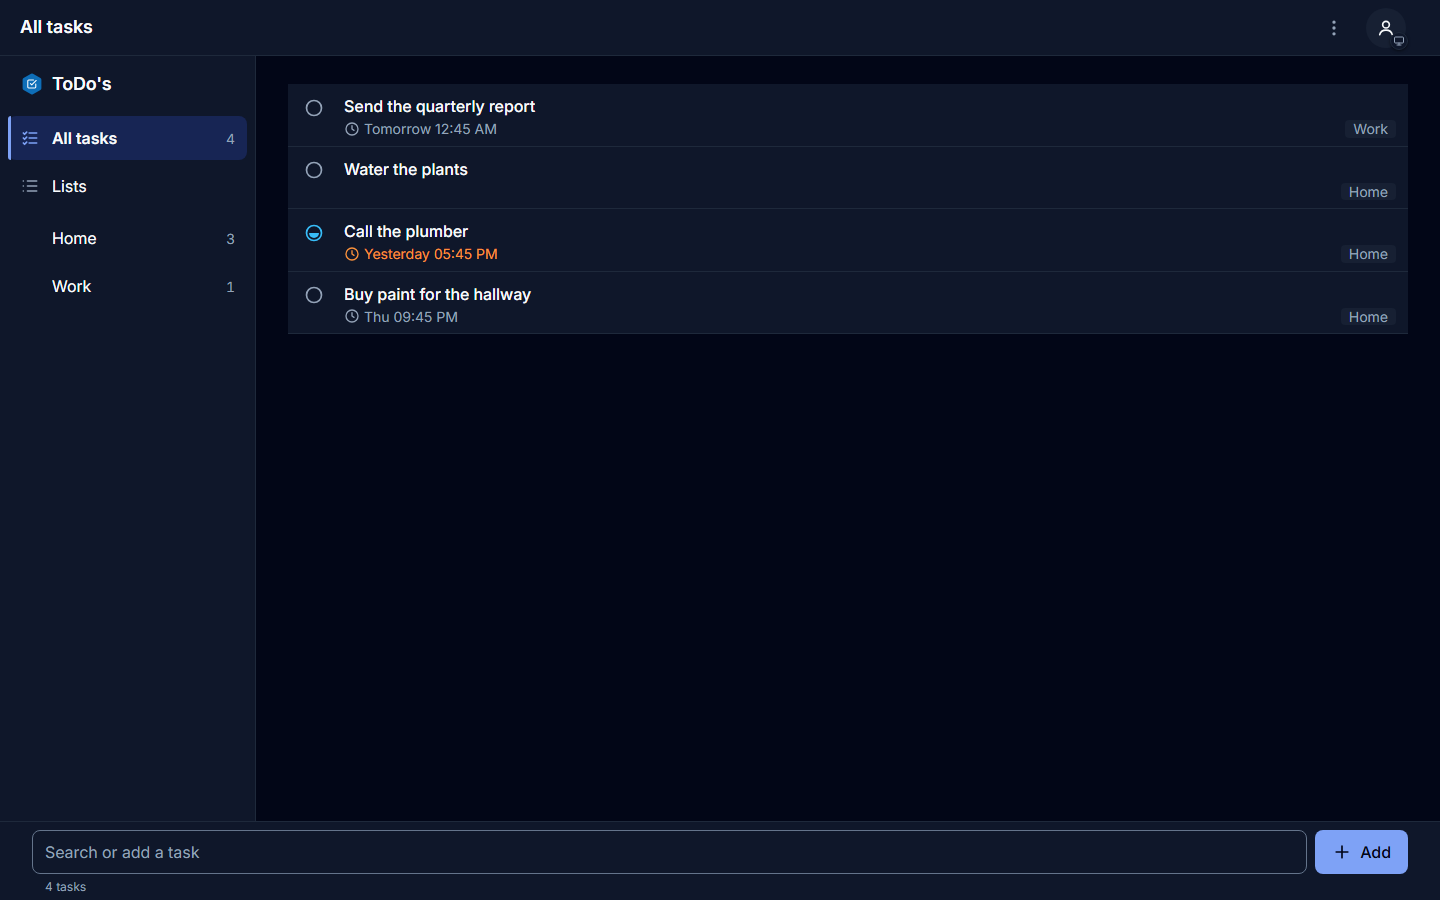 All tasks
ToDo's
All tasks 4
Lists
Home 3
Work 1
Send the quarterly report
Tomorrow 12:45 AM
Work
Water the plants
Home
Call the plumber
Yesterday 05:45 PM
Home
Buy paint for the hallway
Thu 09:45 PM
Home
Search or add a task
Add
4 tasks